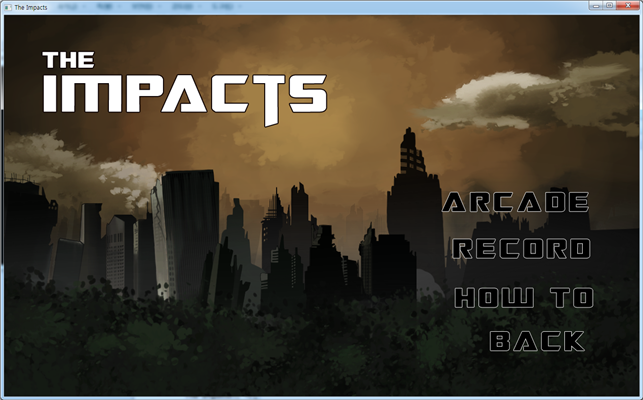 The Impacts
THE
IMPACTS
ARCADE
RECORD
HOW TO
BACK